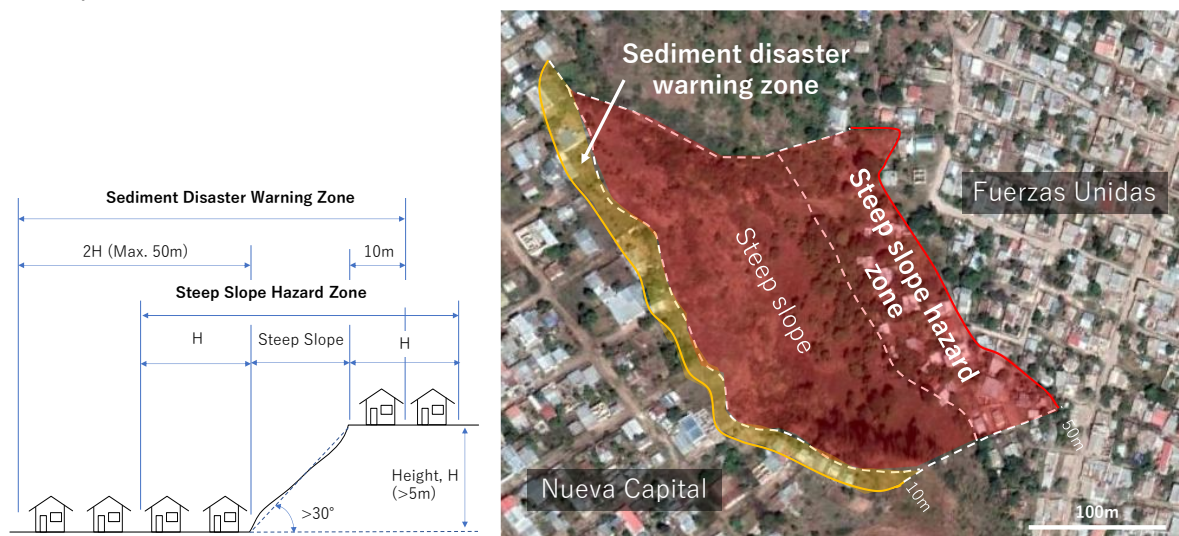 Sediment Disaster Warning Zone
2H (Max. 50m)
10m
Steep Slope Hazard Zone
H
Steep Slope
H
Height, H
(>5m)
>30°
Sediment disaster
warning zone
Steep slope
Steep slope hazard
zone
Fuerzas Unidas
Nueva Capital
50m
10m
100m